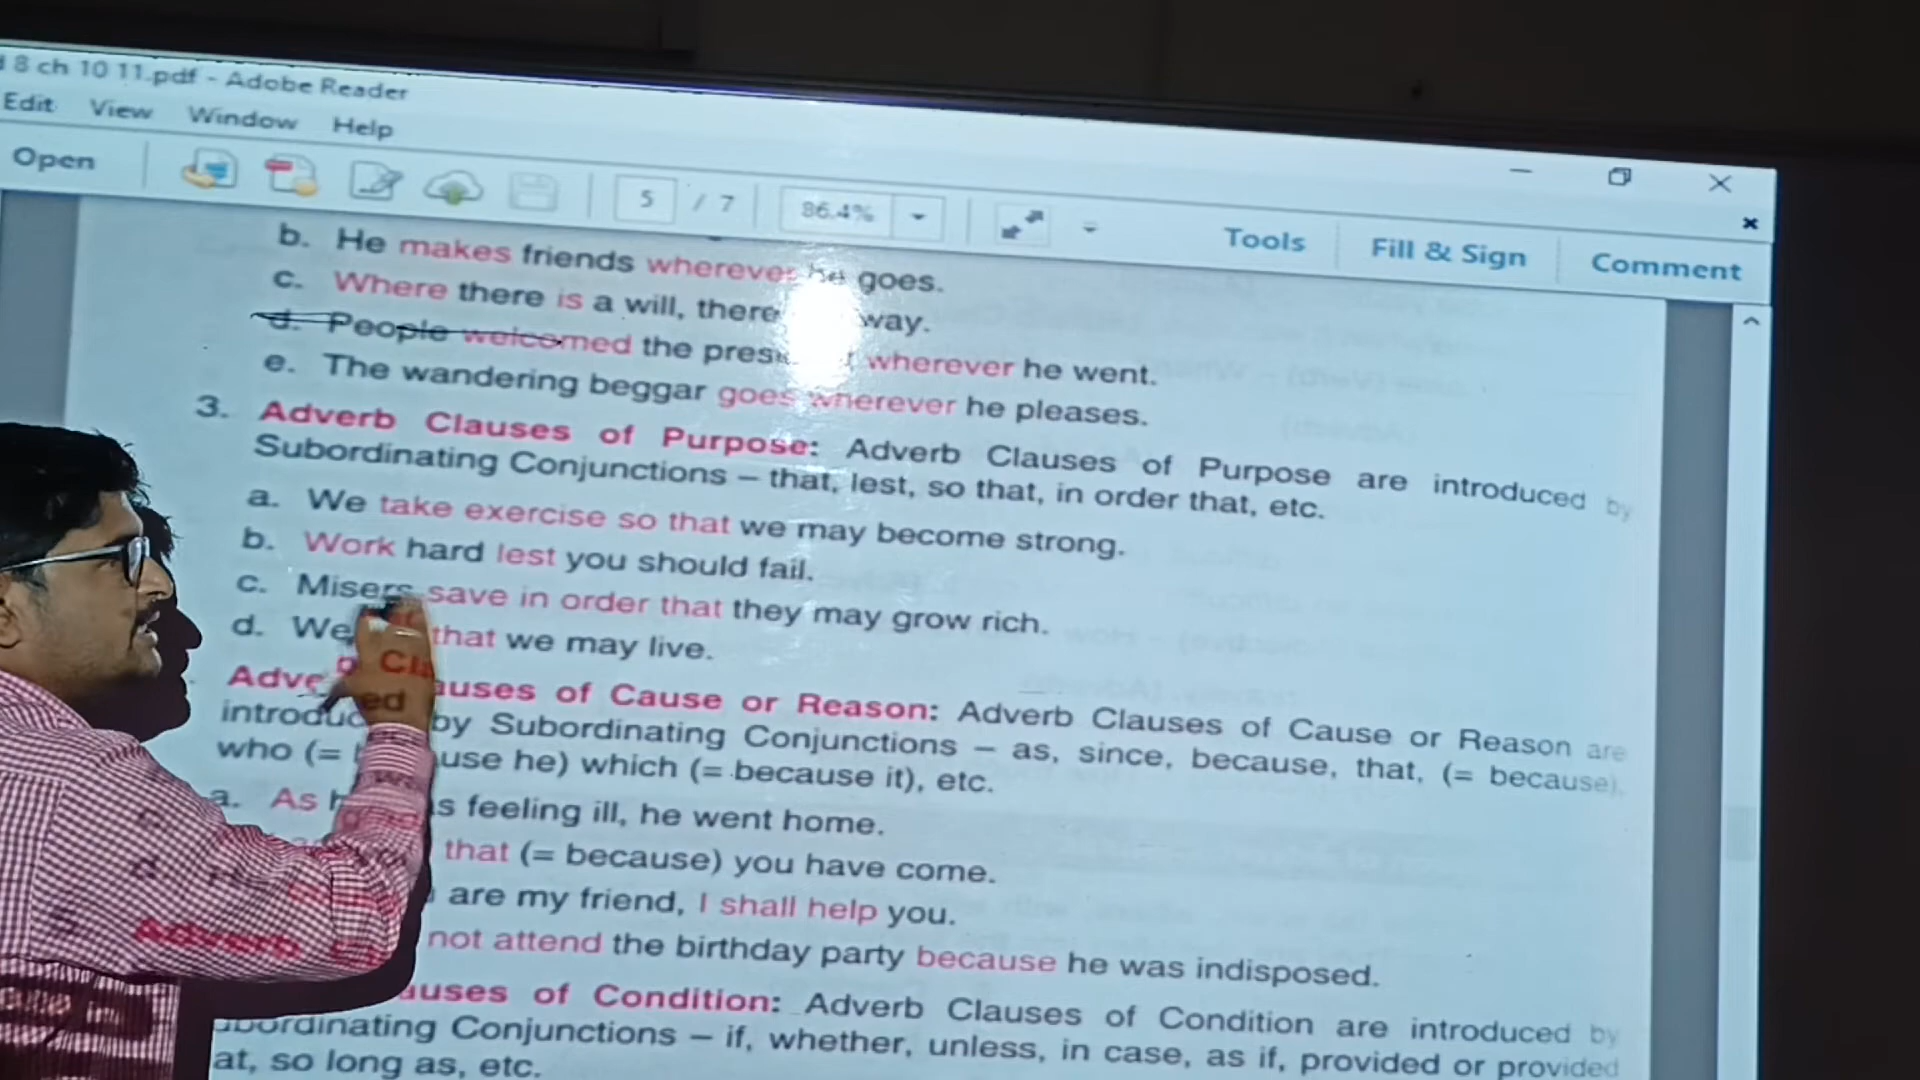 8 ch 10 11.pdf - Adobe Reader
Edit View Window Help
Open 5 / 7 86.4% Tools Fill & Sign Comment
b. He makes friends wherever he goes.
c. Where there is a will, there way.
d. People welcomed the wherever he went.
e. The wandering beggar goes wherever he pleases.
3. Adverb Clauses of Purpose: Adverb Clauses of Purpose are introduced by
Subordinating Conjunctions – that, lest, so that, in order that, etc.
a. We take exercise so that we may become strong.
b. Work hard lest you should fail.
c. Misers save in order that they may grow rich.
d. We that we may live.
Clauses of Cause or Reason: Adverb Clauses of Cause or Reason are
by Subordinating Conjunctions – as, since, because, that, (= because),
who (= he) which (= because it), etc.
a. As feeling ill, he went home.
that (= because) you have come.
are my friend, I shall help you.
not attend the birthday party because he was indisposed.
Adverb
of Condition: Adverb Clauses of Condition are introduced by
Conjunctions – if, whether, unless, in case, as if, provided or provided
so long as, etc.